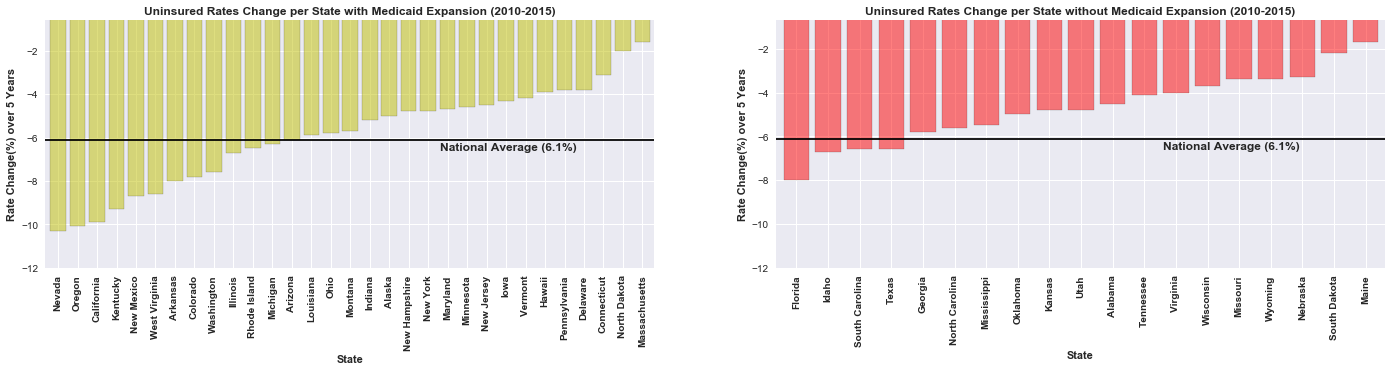 Uninsured Rates Change per State with Medicaid Expansion (2010-2015)
Rate Change(%) over 5 Years
−2
−4
−6
−8
−10
−12
National Average (6.1%)
Nevada
Oregon
California
Kentucky
New Mexico
West Virginia
Arkansas
Colorado
Washington
Illinois
Rhode Island
Michigan
Arizona
Louisiana
Ohio
Montana
Indiana
Alaska
New Hampshire
New York
Maryland
Minnesota
New Jersey
Iowa
Vermont
Hawaii
Pennsylvania
Delaware
Connecticut
North Dakota
Massachusetts
State
Uninsured Rates Change per State without Medicaid Expansion (2010-2015)
Rate Change(%) over 5 Years
−2
−4
−6
−8
−10
−12
National Average (6.1%)
Florida
Idaho
South Carolina
Texas
Georgia
North Carolina
Mississippi
Oklahoma
Kansas
Utah
Alabama
Tennessee
Virginia
Wisconsin
Missouri
Wyoming
Nebraska
South Dakota
Maine
State